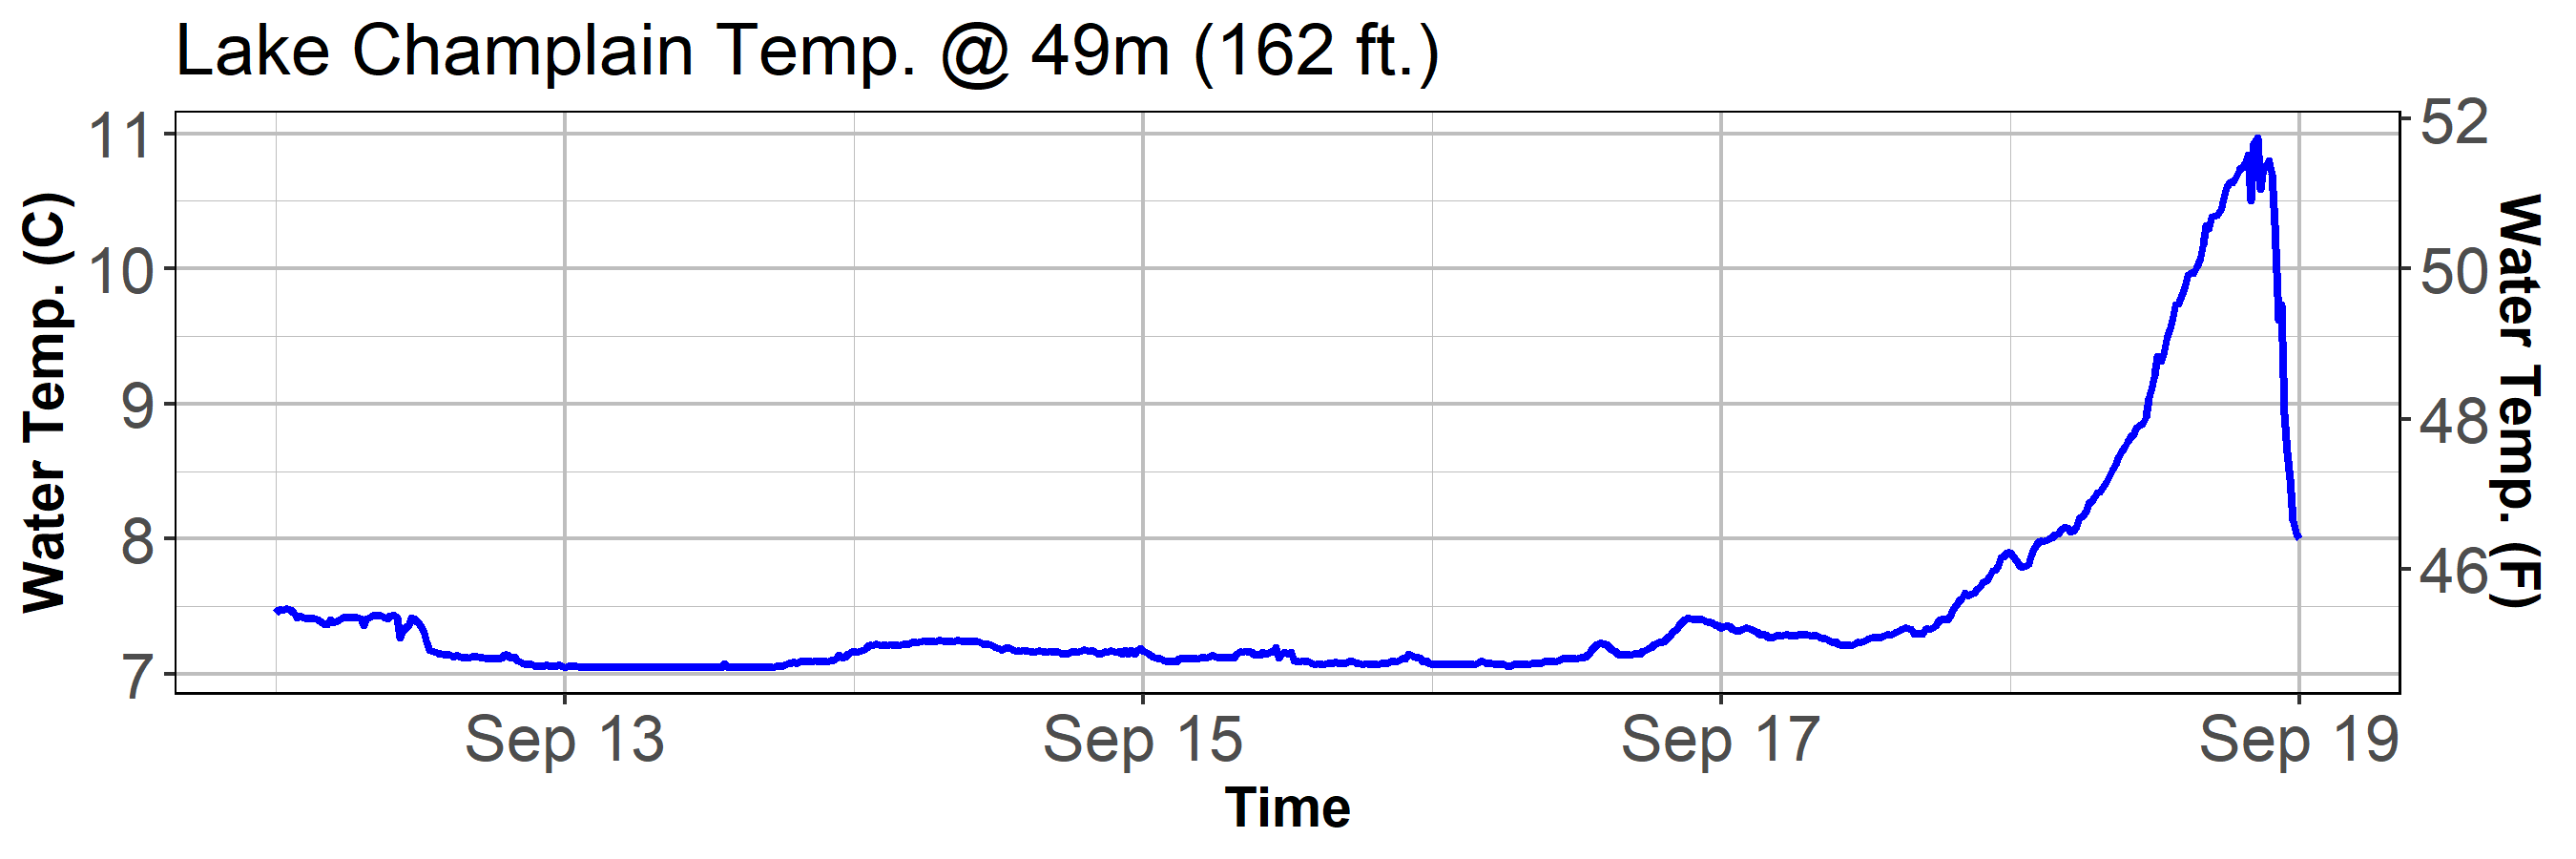 Lake Champlain Temp. @ 49m (162 ft.)
Water Temp. (C)
11
10
9
8
7
52
50
48
46
Water Temp. (F)
Sep 13
Sep 15
Sep 17
Sep 19
Time